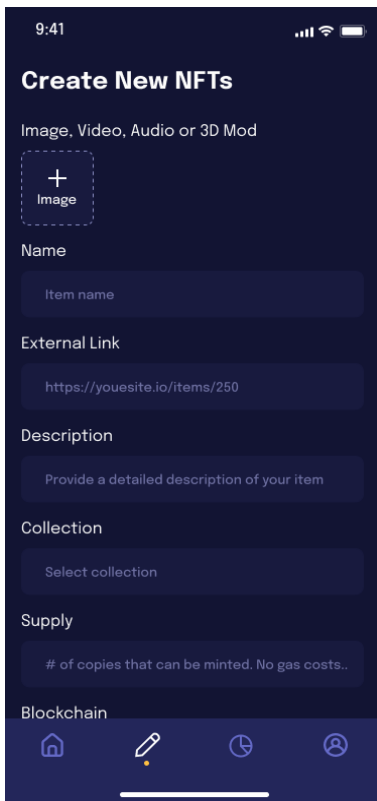 9:41
Create New NFTs
Image, Video, Audio or 3D Mod
Image
Name
Item name
External Link
https://youesite.io/items/250
Description
Provide a detailed description of your item
Collection
Select collection
Supply
# of copies that can be minted. No gas costs..
Blockchain